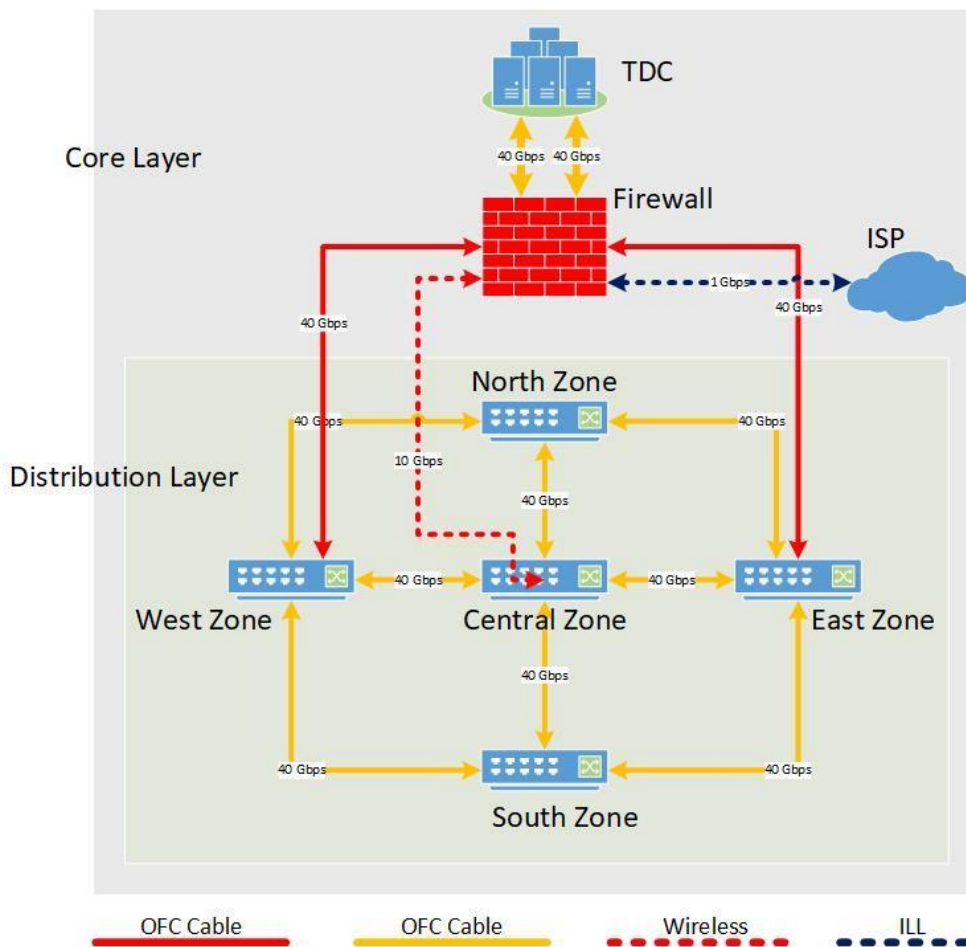 TDC
40 Gbps
40 Gbps
Core Layer
Firewall
ISP
1 Gbps
40 Gbps
40 Gbps
North Zone
40 Gbps
40 Gbps
10 Gbps
Distribution Layer
40 Gbps
40 Gbps
40 Gbps
West Zone
Central Zone
East Zone
40 Gbps
40 Gbps
40 Gbps
South Zone
OFC Cable
OFC Cable
Wireless
ILL